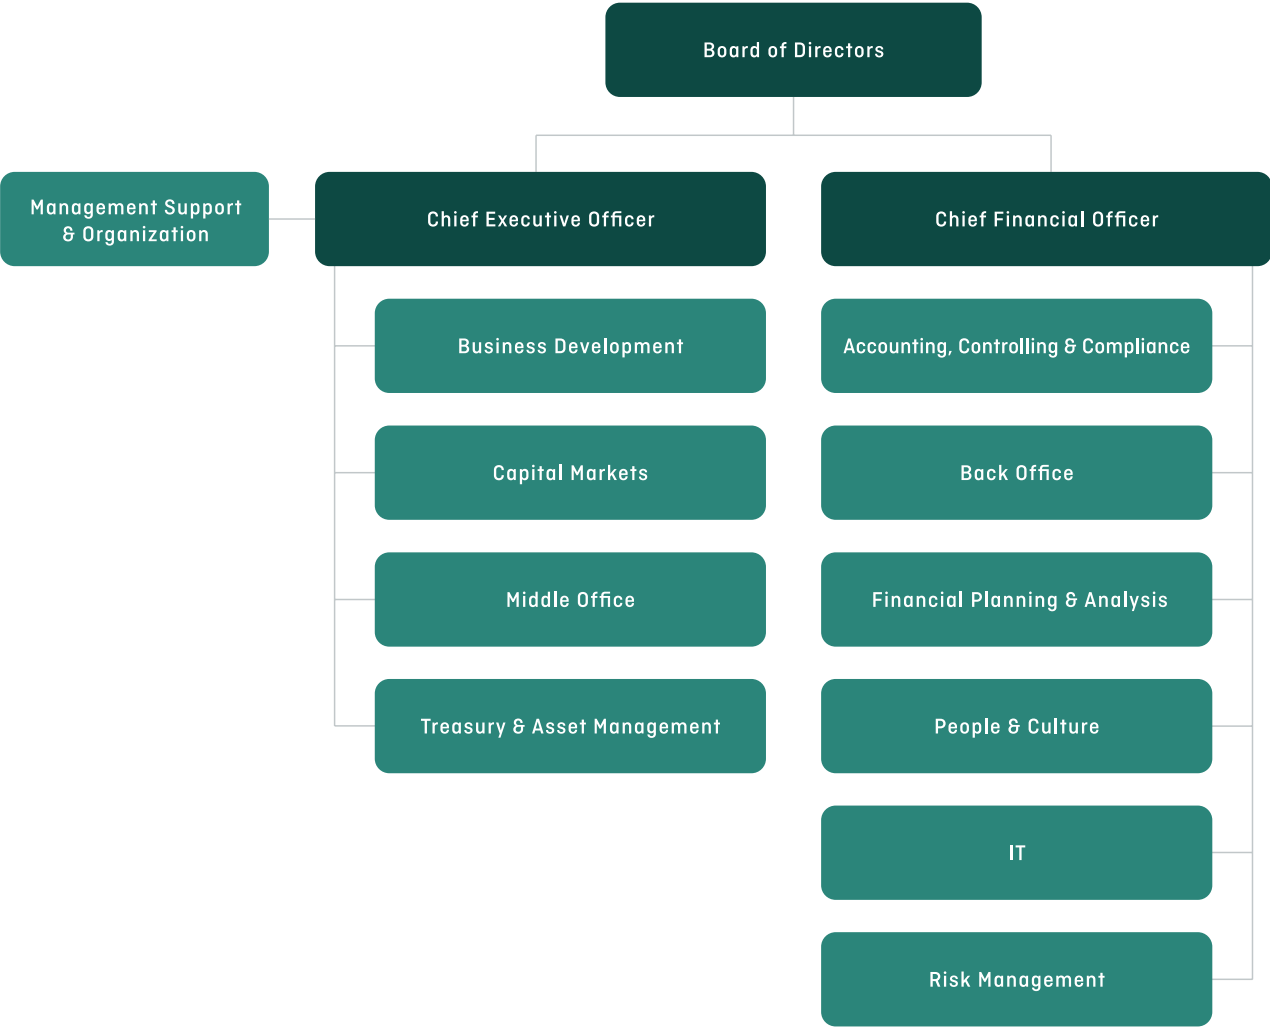 Board of Directors
Management Support
& Organization
Chief Executive Officer
Chief Financial Officer
Business Development
Accounting, Controlling & Compliance
Capital Markets
Back Office
Middle Office
Financial Planning & Analysis
Treasury & Asset Management
People & Culture
IT
Risk Management